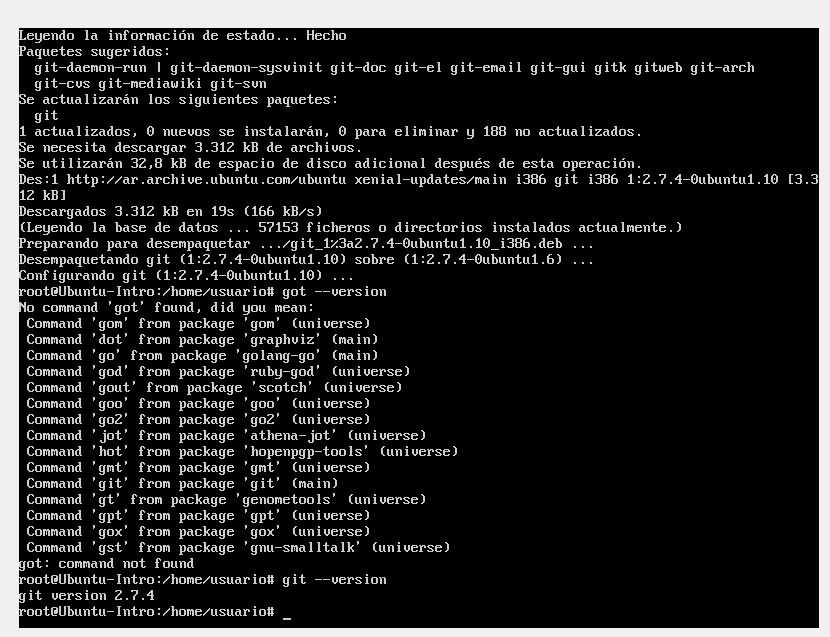 Leyendo la información de estado... Hecho
Paquetes sugeridos:
  git-daemon-run | git-daemon-sysvinit git-doc git-el git-email git-gui gitk gitweb git-arch
  git-cvs git-mediawiki git-svn
Se actualizarán los siguientes paquetes:
  git
1 actualizados, 0 nuevos se instalarán, 0 para eliminar y 188 no actualizados.
Se necesita descargar 3.312 kB de archivos.
Se utilizarán 32,8 kB de espacio de disco adicional después de esta operación.
Des:1 http://ar.archive.ubuntu.com/ubuntu xenial-updates/main i386 git i386 1:2.7.4-0ubuntu1.10 [3.3
12 kB]
Descargados 3.312 kB en 19s (166 kB/s)
(Leyendo la base de datos ... 57153 ficheros o directorios instalados actualmente.)
Preparando para desempaquetar .../git_1%3a2.7.4-0ubuntu1.10_i386.deb ...
Desempaquetando git (1:2.7.4-0ubuntu1.10) sobre (1:2.7.4-0ubuntu1.6) ...
Configurando git (1:2.7.4-0ubuntu1.10) ...
root@Ubuntu-Intro:/home/usuario# got --version
No command 'got' found, did you mean:
 Command 'gom' from package 'gom' (universe)
 Command 'dot' from package 'graphviz' (main)
 Command 'go' from package 'golang-go' (main)
 Command 'god' from package 'ruby-god' (universe)
 Command 'gout' from package 'scotch' (universe)
 Command 'goo' from package 'goo' (universe)
 Command 'go2' from package 'go2' (universe)
 Command 'jot' from package 'athena-jot' (universe)
 Command 'hot' from package 'hopenpgp-tools' (universe)
 Command 'gmt' from package 'gmt' (universe)
 Command 'git' from package 'git' (main)
 Command 'gt' from package 'genometools' (universe)
 Command 'gpt' from package 'gpt' (universe)
 Command 'gox' from package 'gox' (universe)
 Command 'gst' from package 'gnu-smalltalk' (universe)
got: command not found
root@Ubuntu-Intro:/home/usuario# git --version
git version 2.7.4
root@Ubuntu-Intro:/home/usuario# _